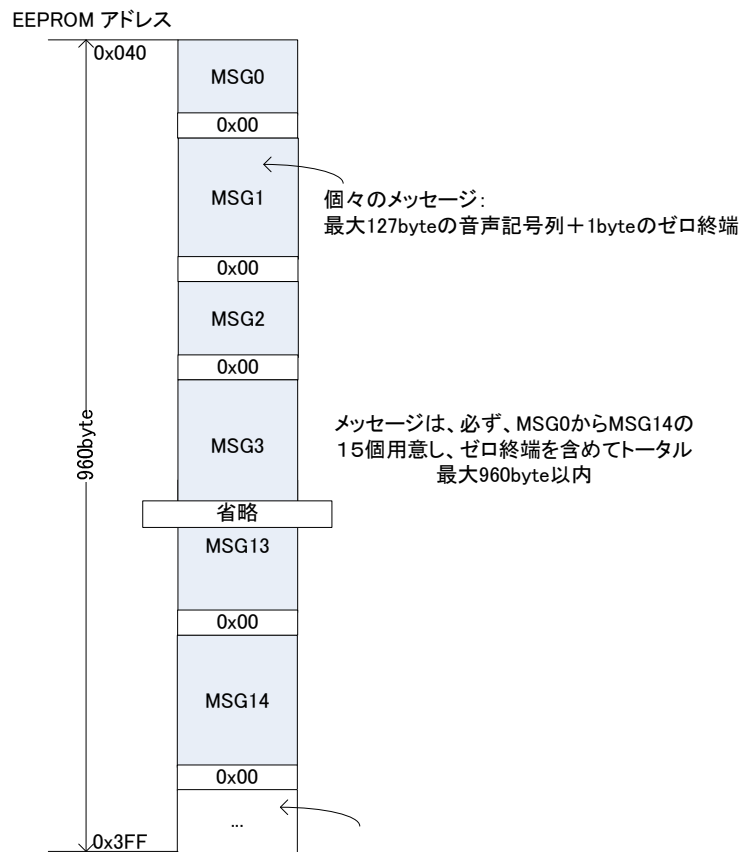 EEPROM アドレス
0x040
MSG0
0x00
MSG1
個々のメッセージ:
最大127byteの音声記号列＋1byteのゼロ終端
0x00
MSG2
0x00
MSG3
メッセージは、必ず、MSG0からMSG14の
１５個用意し、ゼロ終端を含めてトータル
最大960byte以内
960byte
省略
MSG13
0x00
MSG14
0x00
...
0x3FF